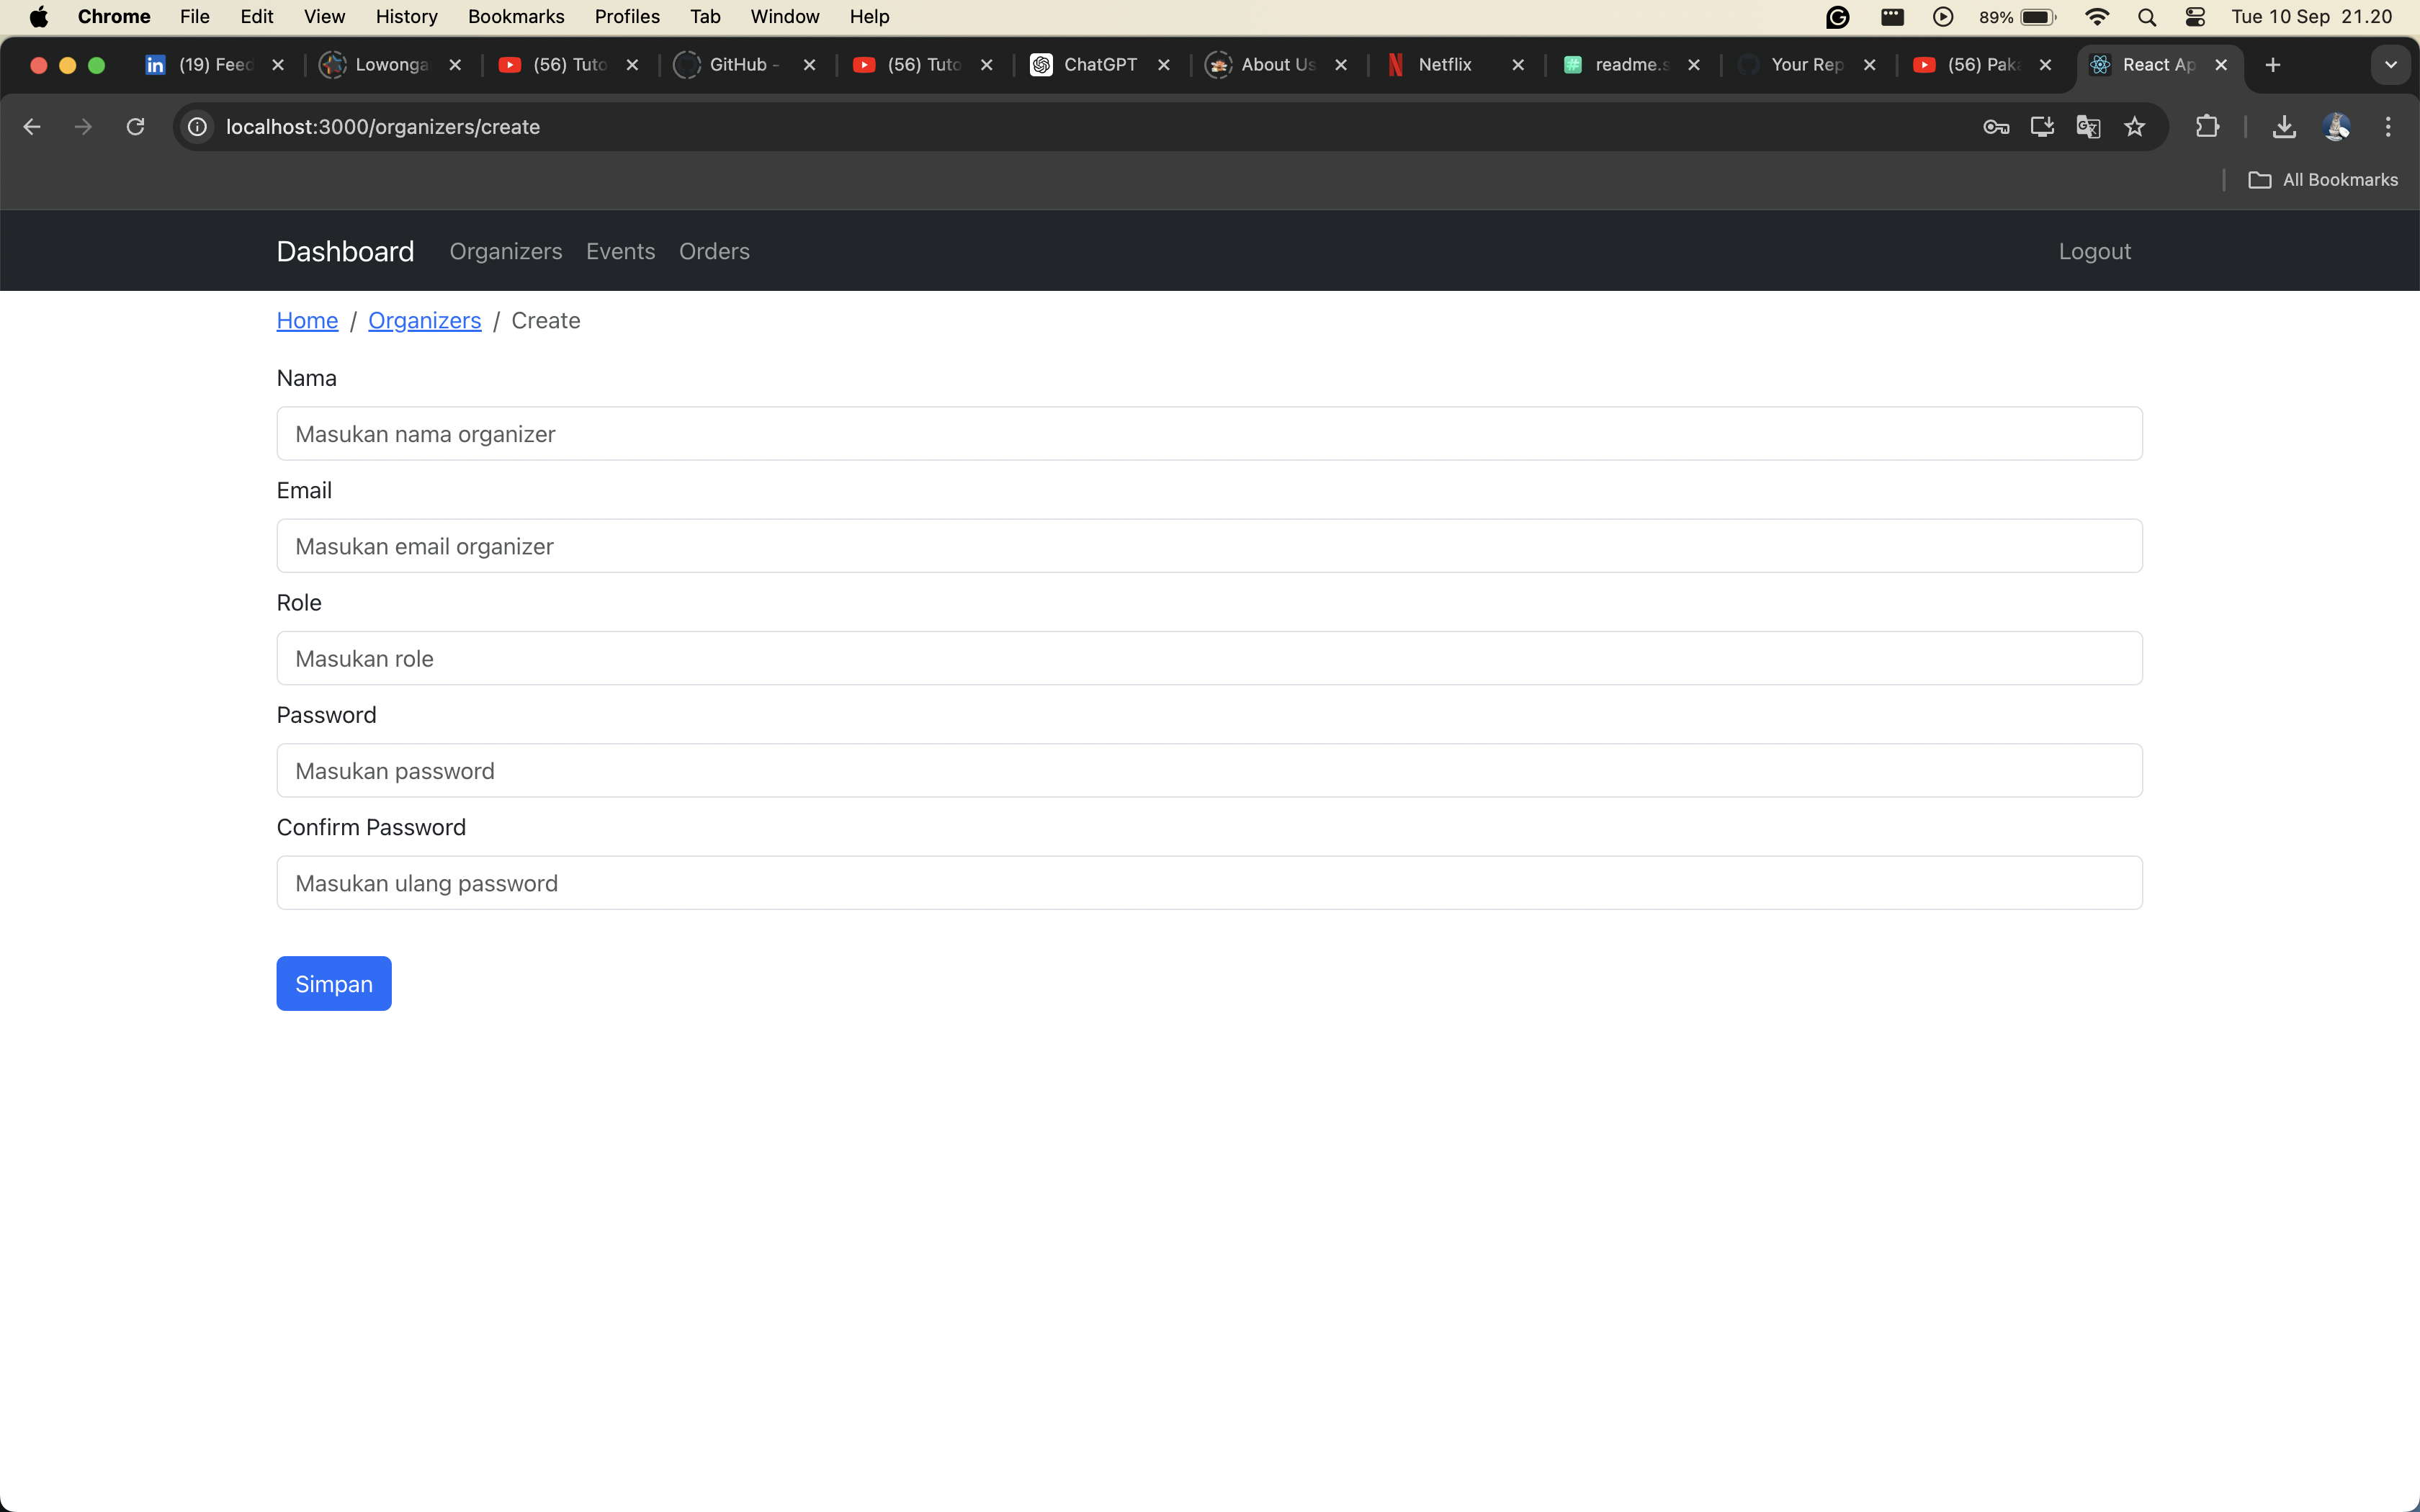 Chrome File Edit View History Bookmarks Profiles Tab Window Help 89% Tue 10 Sep 21.20
(19) Feed Lowonga (56) Tuto GitHub - (56) Tuto ChatGPT About Us Netflix readme.s Your Rep (56) Paka React Ap
localhost:3000/organizers/create
All Bookmarks
Dashboard Organizers Events Orders Logout
Home / Organizers / Create
Nama
Masukan nama organizer
Email
Masukan email organizer
Role
Masukan role
Password
Masukan password
Confirm Password
Masukan ulang password
Simpan